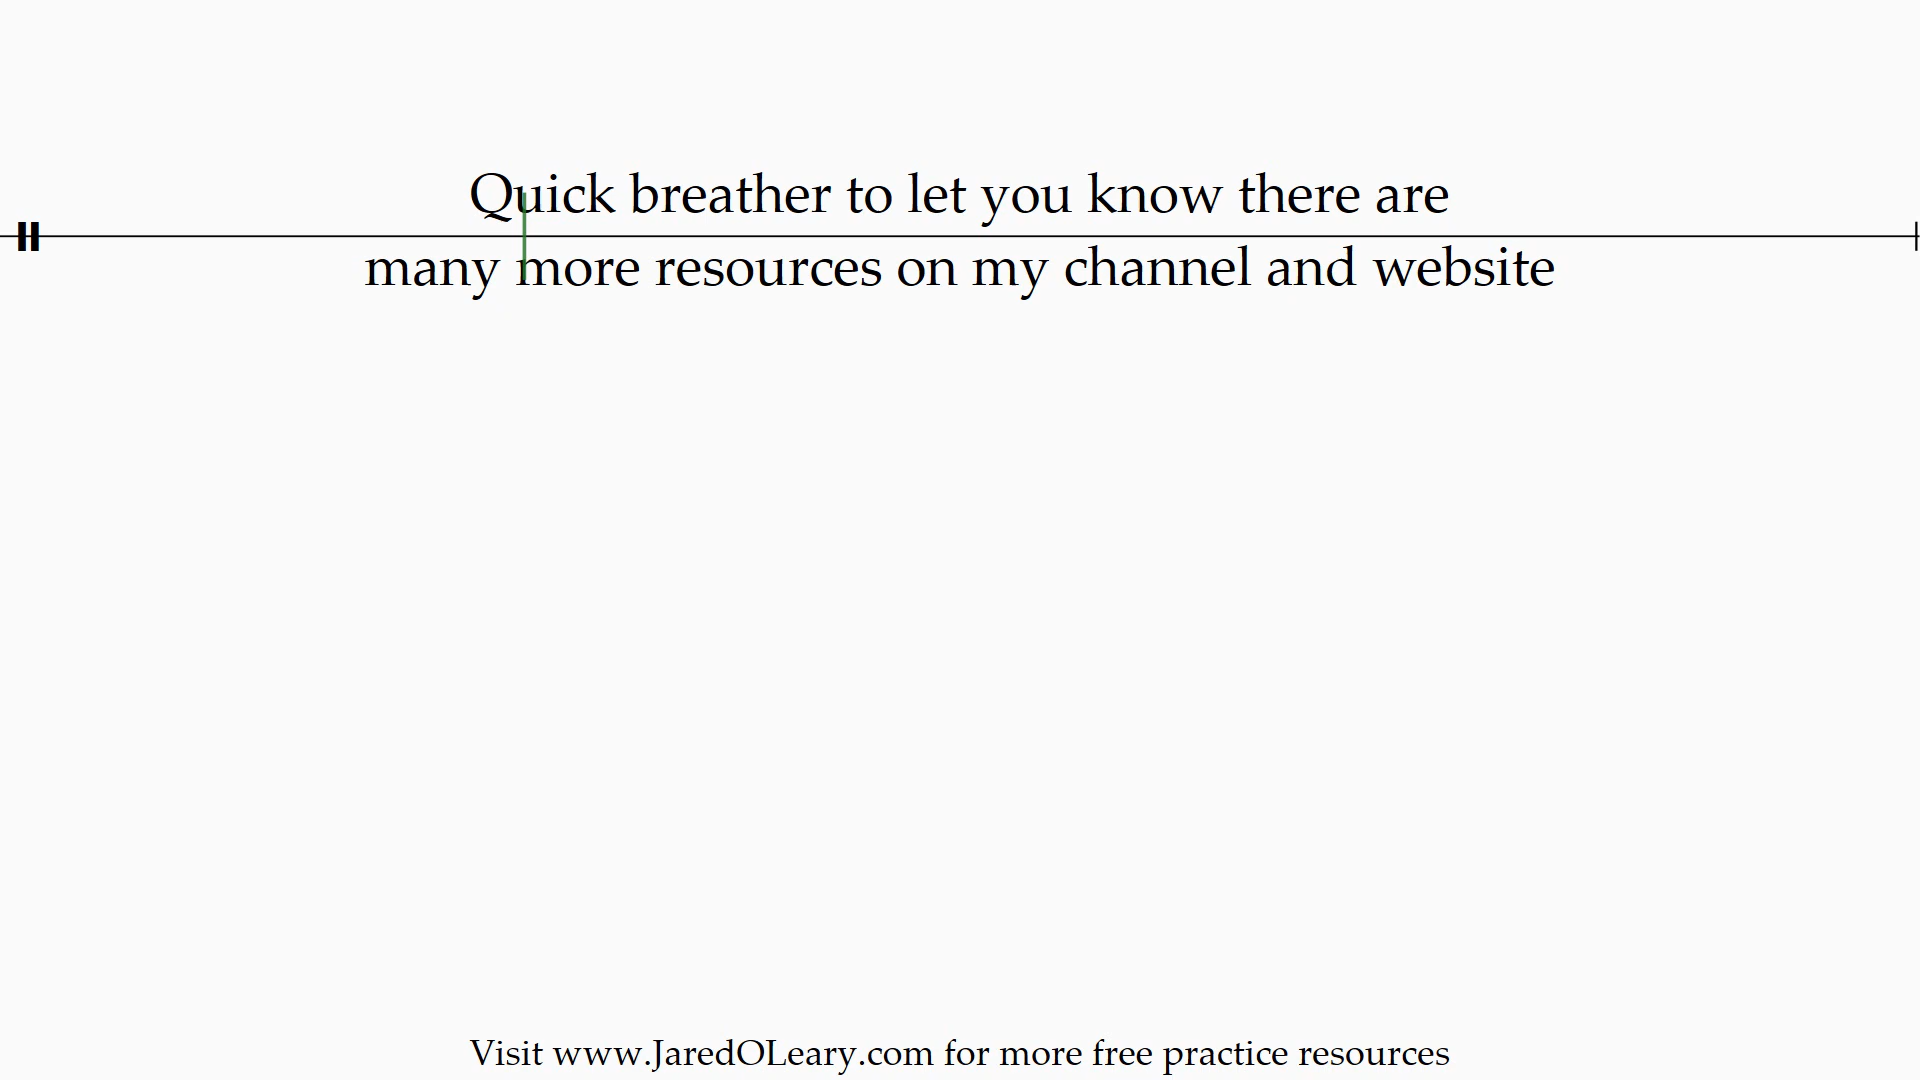 Quick breather to let you know there are
many more resources on my channel and website
Visit www.JaredOLeary.com for more free practice resources